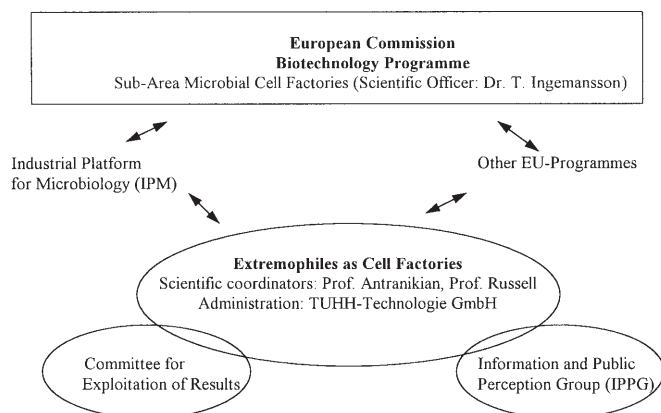 European Commission
Biotechnology Programme
Sub-Area Microbial Cell Factories (Scientific Officer: Dr. T. Ingemansson)
Industrial Platform
for Microbiology (IPM)
Other EU-Programmes
Extremophiles as Cell Factories
Scientific coordinators: Prof. Antranikian, Prof. Russell
Administration: TUHH-Technologie GmbH
Committee for
Exploitation of Results
Information and Public
Perception Group (IPPG)